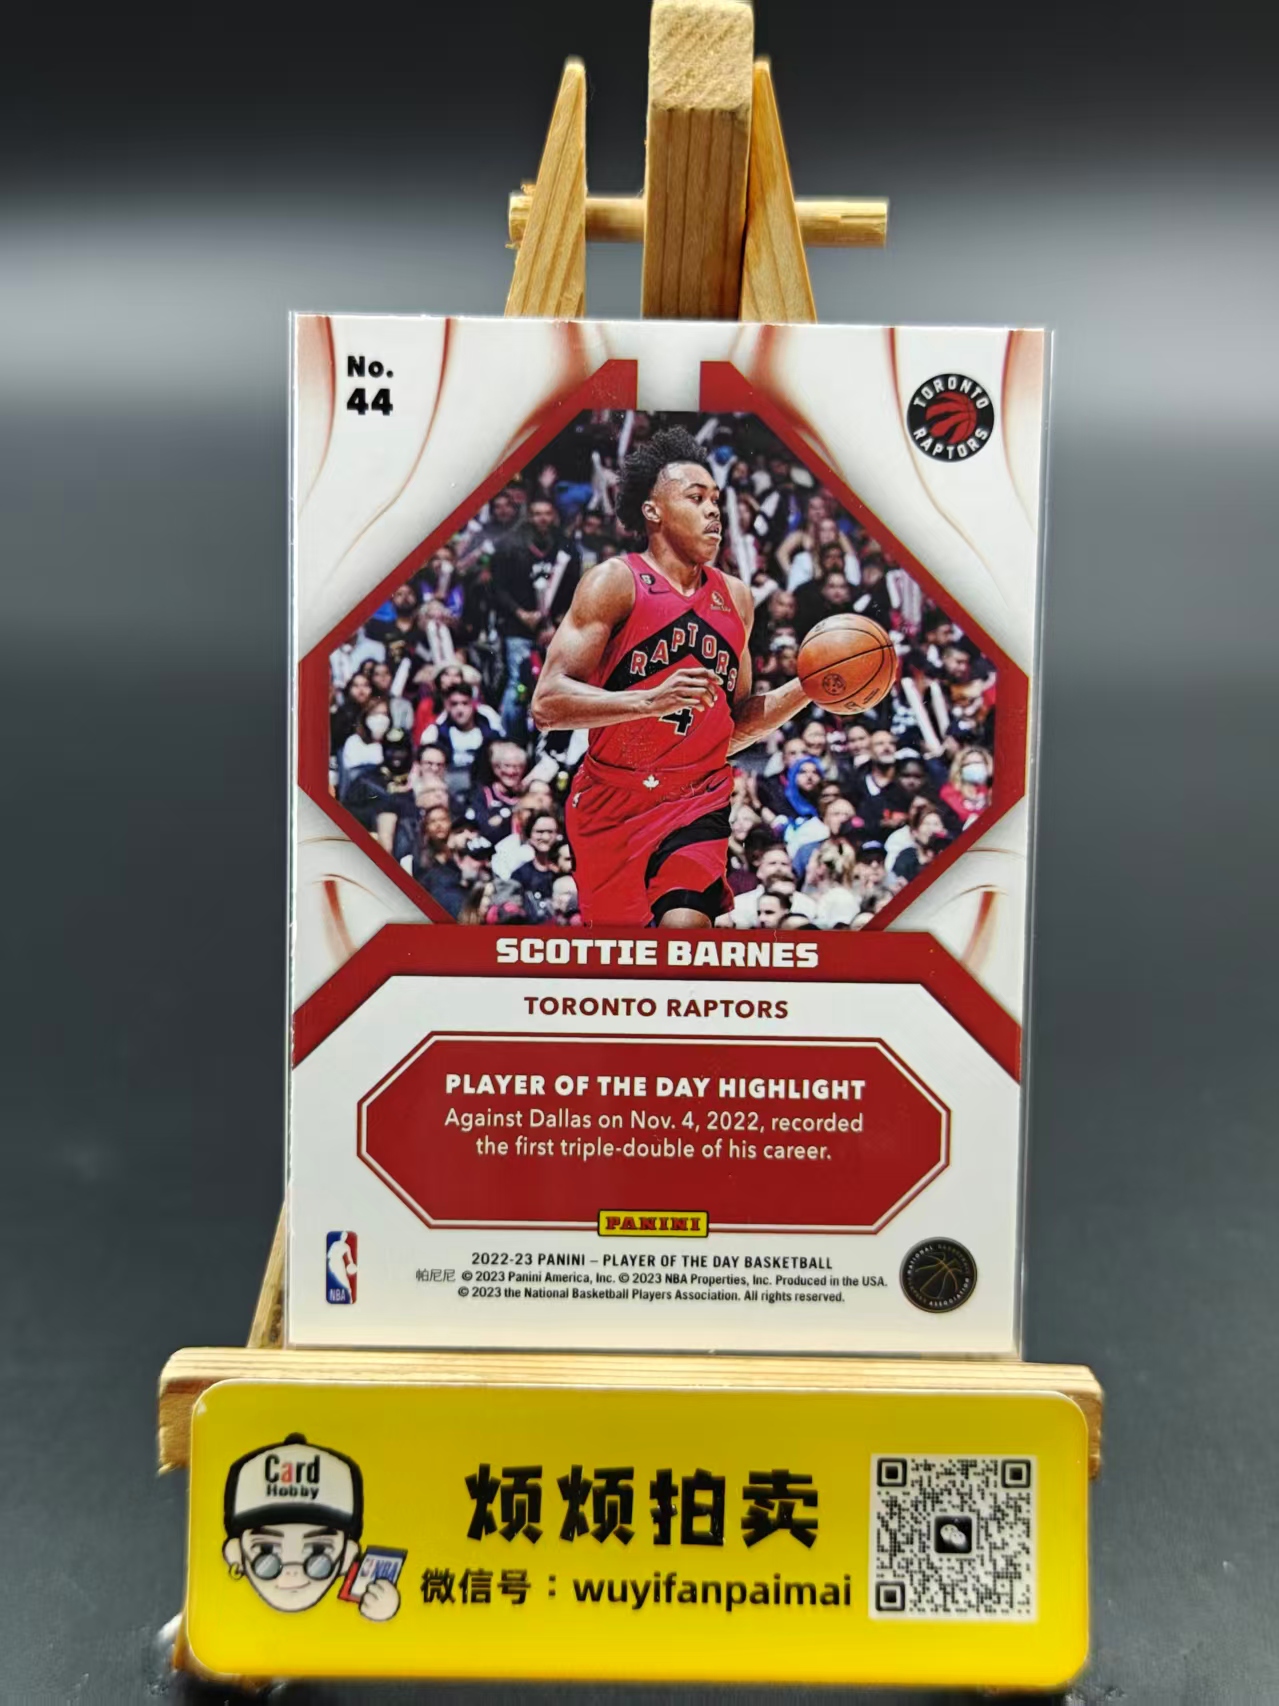 No.
44
TORONTO
RAPTORS
RAPTORS
4
SCOTTIE BARNES
TORONTO RAPTORS
PLAYER OF THE DAY HIGHLIGHT
Against Dallas on Nov. 4, 2022, recorded
the first triple-double of his career.
PANINI
2022-23 PANINI – PLAYER OF THE DAY BASKETBALL
帕尼尼 © 2023 Panini America, Inc. © 2023 NBA Properties, Inc. Produced in the USA.
© 2023 the National Basketball Players Association. All rights reserved.
NBA
Card
Hobby
NBA
烦烦拍卖
微信号：wuyifanpaimai